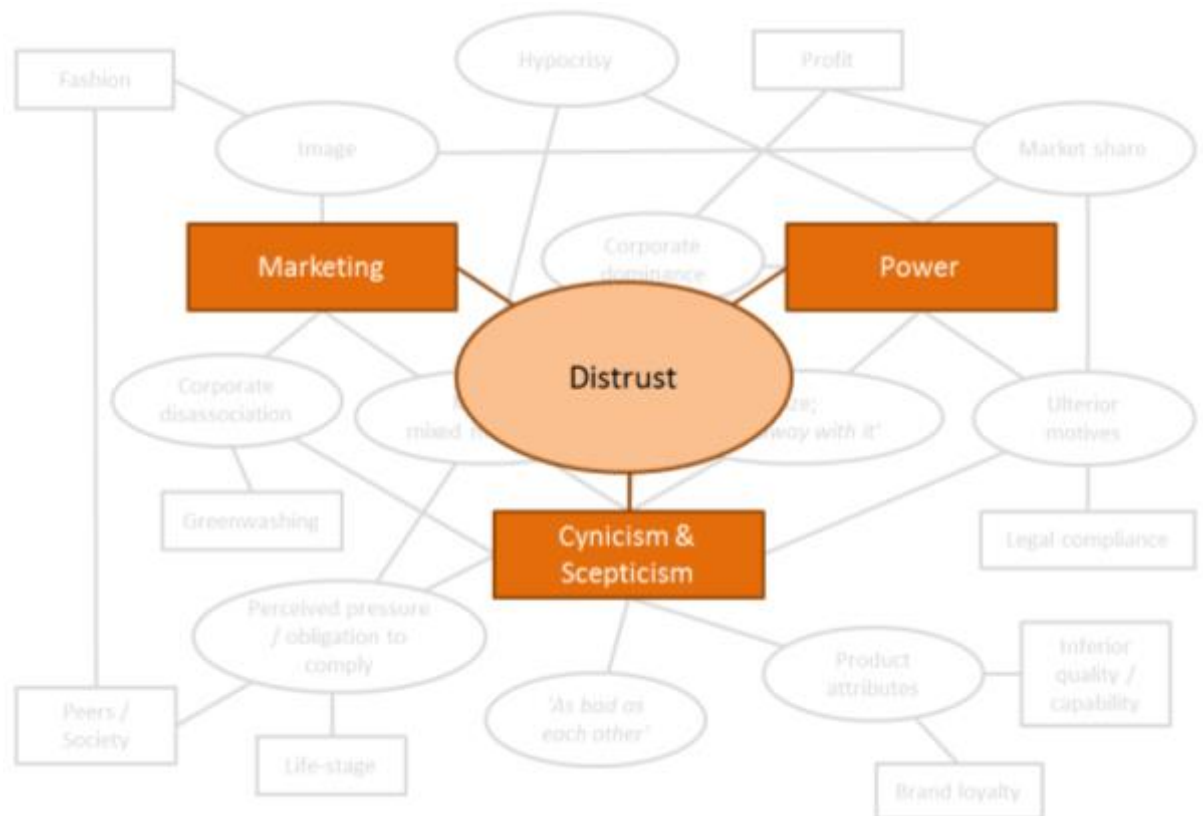 Hypocrisy
Profit
Fashion
Image
Market share
Marketing
Corporate
dominance
Power
Distrust
Corporate
disassociation
mixed
away with it'
Ulterior
motives
Greenwashing
Cynicism &
Scepticism
Legal compliance
Perceived pressure
/ obligation to
comply
Product
attributes
Inferior
quality /
capability
Peers /
Society
'As bad as
each other'
Life-stage
Brand loyalty